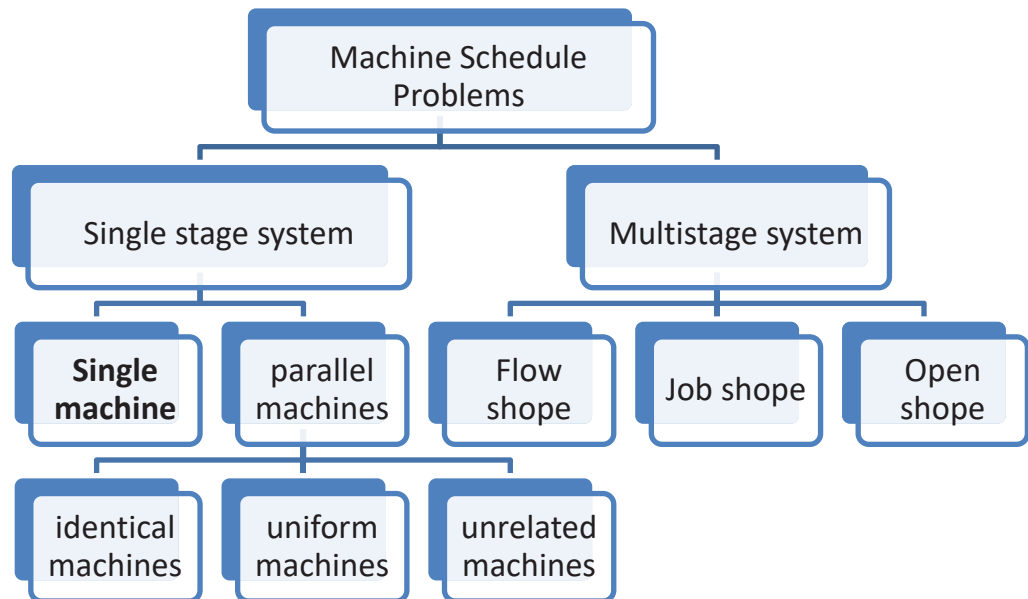 Machine Schedule
Problems
Single stage system
Multistage system
Single
machine
parallel
machines
Flow
shope
Job shope
Open
shope
identical
machines
uniform
machines
unrelated
machines